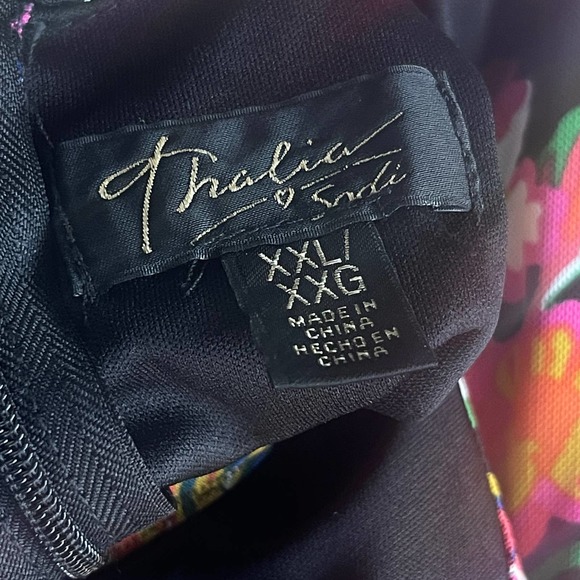 Thalia
Sodi
XXL/
XXG
MADE IN
CHINA
HECHO EN
CHINA